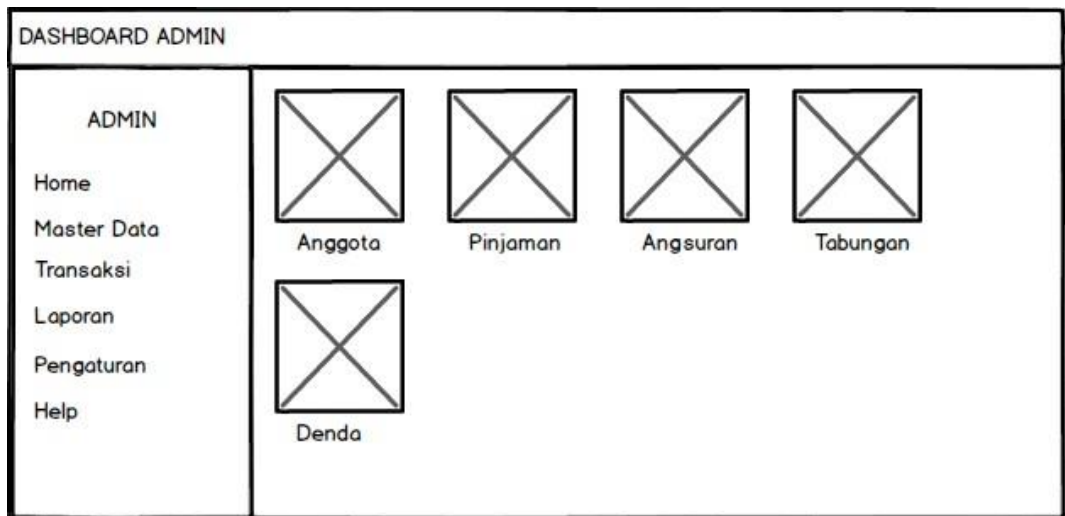 DASHBOARD ADMIN
ADMIN
Home
Master Data
Transaksi
Laporan
Pengaturan
Help
Anggota
Pinjaman
Angsuran
Tabungan
Denda